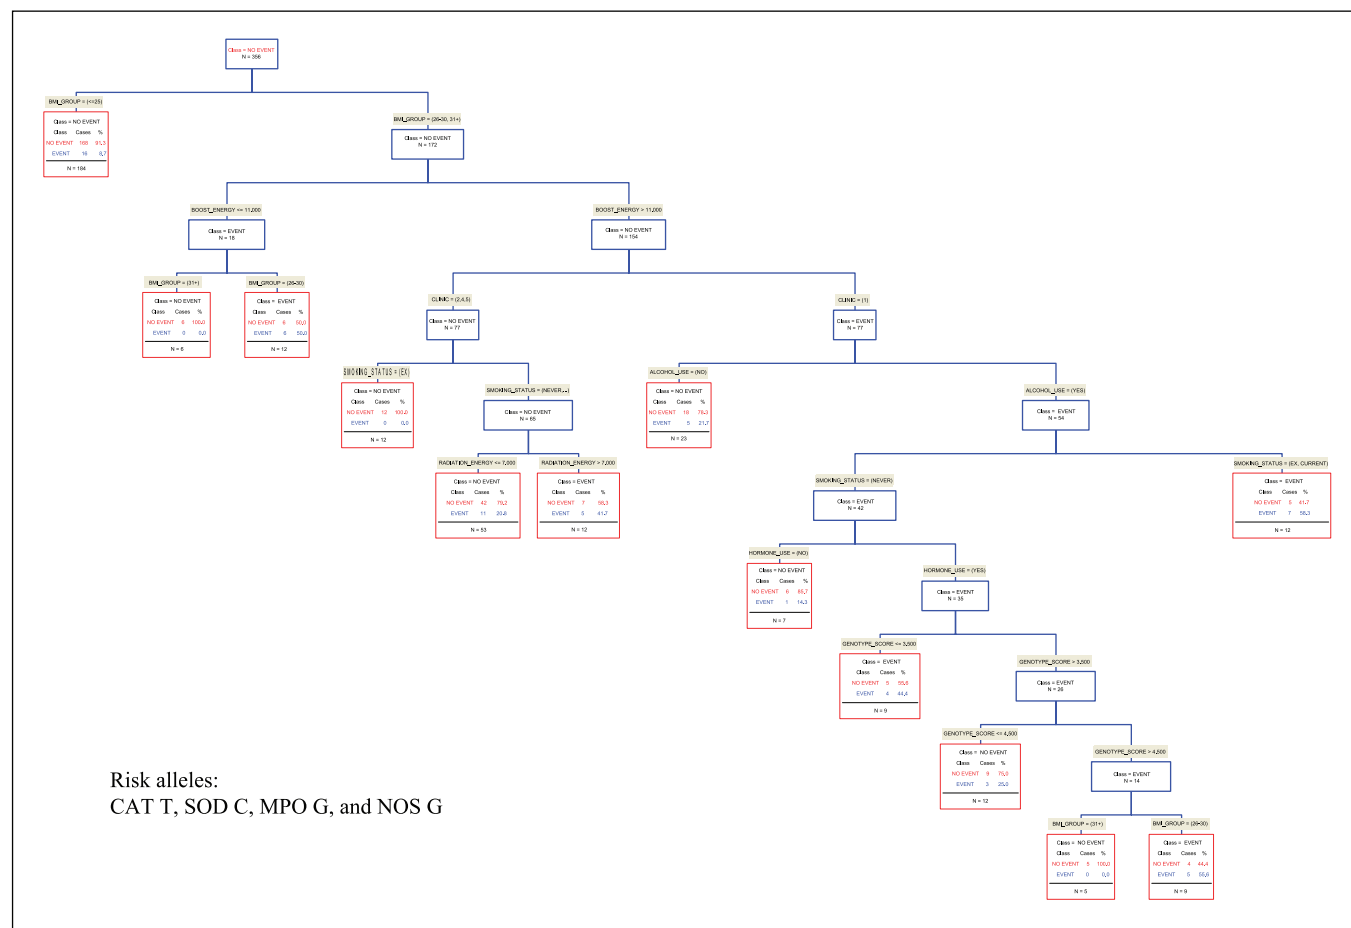 Class = NO EVENT
N = 356
BMI_GROUP = (<=25)
Class = NO EVENT
Class Cases %
NO EVENT 168 91.3
EVENT 16 8.7
N = 184
BMI_GROUP = (26-30, 31+)
Class = NO EVENT
N = 172
BOOST_ENERGY <= 11,000
Class = EVENT
N = 18
BOOST_ENERGY > 11,000
Class = NO EVENT
N = 154
BMI_GROUP = (31+)
Class = NO EVENT
Class Cases %
NO EVENT 6 100.0
EVENT 0 0.0
N = 6
BMI_GROUP = (26-30)
Class = EVENT
Class Cases %
NO EVENT 6 50.0
EVENT 6 50.0
N = 12
CLINIC = (2,4,5)
Class = NO EVENT
N = 77
CLINIC = (1)
Class = EVENT
N = 77
SMOKING_STATUS = (EX)
Class = NO EVENT
Class Cases %
NO EVENT 12 100.0
EVENT 0 0.0
N = 12
SMOKING_STATUS = (NEVER,...)
Class = NO EVENT
N = 65
ALCOHOL_USE = (NO)
Class = NO EVENT
Class Cases %
NO EVENT 18 78.3
EVENT 5 21.7
N = 23
ALCOHOL_USE = (YES)
Class = EVENT
N = 54
RADIATION_ENERGY <= 7,000
Class = NO EVENT
Class Cases %
NO EVENT 42 79.2
EVENT 11 20.8
N = 53
RADIATION_ENERGY > 7,000
Class = EVENT
Class Cases %
NO EVENT 7 58.3
EVENT 5 41.7
N = 12
SMOKING_STATUS = (NEVER)
Class = EVENT
N = 42
SMOKING_STATUS = (EX, CURRENT)
Class = EVENT
Class Cases %
NO EVENT 5 41.7
EVENT 7 58.3
N = 12
HORMONE_USE = (NO)
Class = NO EVENT
Class Cases %
NO EVENT 6 85.7
EVENT 1 14.3
N = 7
HORMONE_USE = (YES)
Class = EVENT
N = 35
GENOTYPE_SCORE <= 3,500
Class = EVENT
Class Cases %
NO EVENT 5 55.6
EVENT 4 44.4
N = 9
GENOTYPE_SCORE > 3,500
Class = EVENT
N = 26
GENOTYPE_SCORE <= 4,500
Class = NO EVENT
Class Cases %
NO EVENT 9 75.0
EVENT 3 25.0
N = 12
GENOTYPE_SCORE > 4,500
Class = EVENT
N = 14
BMI_GROUP = (31+)
Class = NO EVENT
Class Cases %
NO EVENT 5 100.0
EVENT 0 0.0
N = 5
BMI_GROUP = (26-30)
Class = EVENT
Class Cases %
NO EVENT 4 44.4
EVENT 5 55.6
N = 9
Risk alleles:
CAT T, SOD C, MPO G, and NOS G